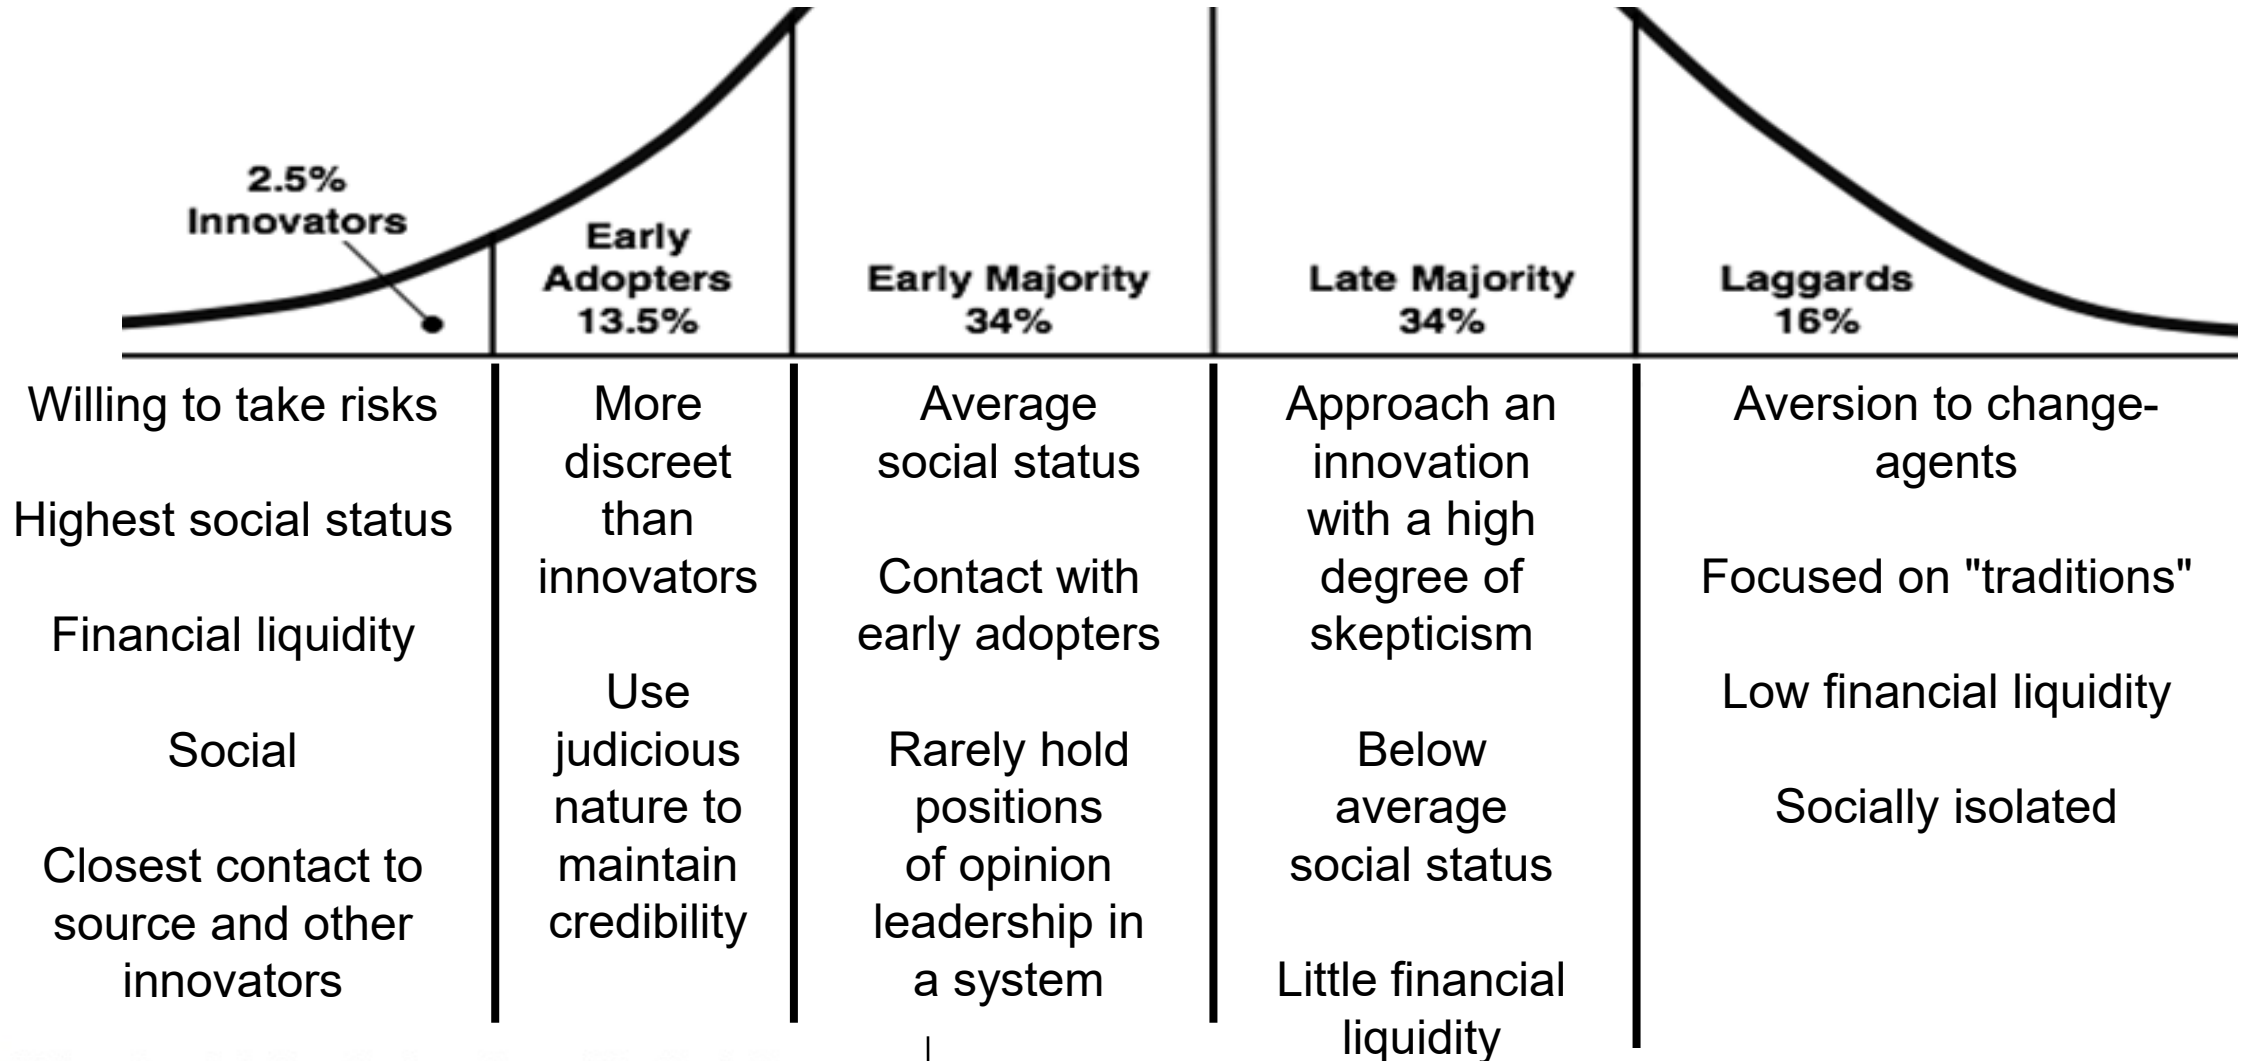 2.5%
Innovators
Early
Adopters
13.5%
Early Majority
34%
Late Majority
34%
Laggards
16%
Willing to take risks
Highest social status
Financial liquidity
Social
Closest contact to
source and other
innovators
More
discreet
than
innovators
Use
judicious
nature to
maintain
credibility
Average
social status
Contact with
early adopters
Rarely hold
positions
of opinion
leadership in
a system
Approach an
innovation
with a high
degree of
skepticism
Below
average
social status
Little financial
liquidity
Aversion to change-
agents
Focused on "traditions"
Low financial liquidity
Socially isolated